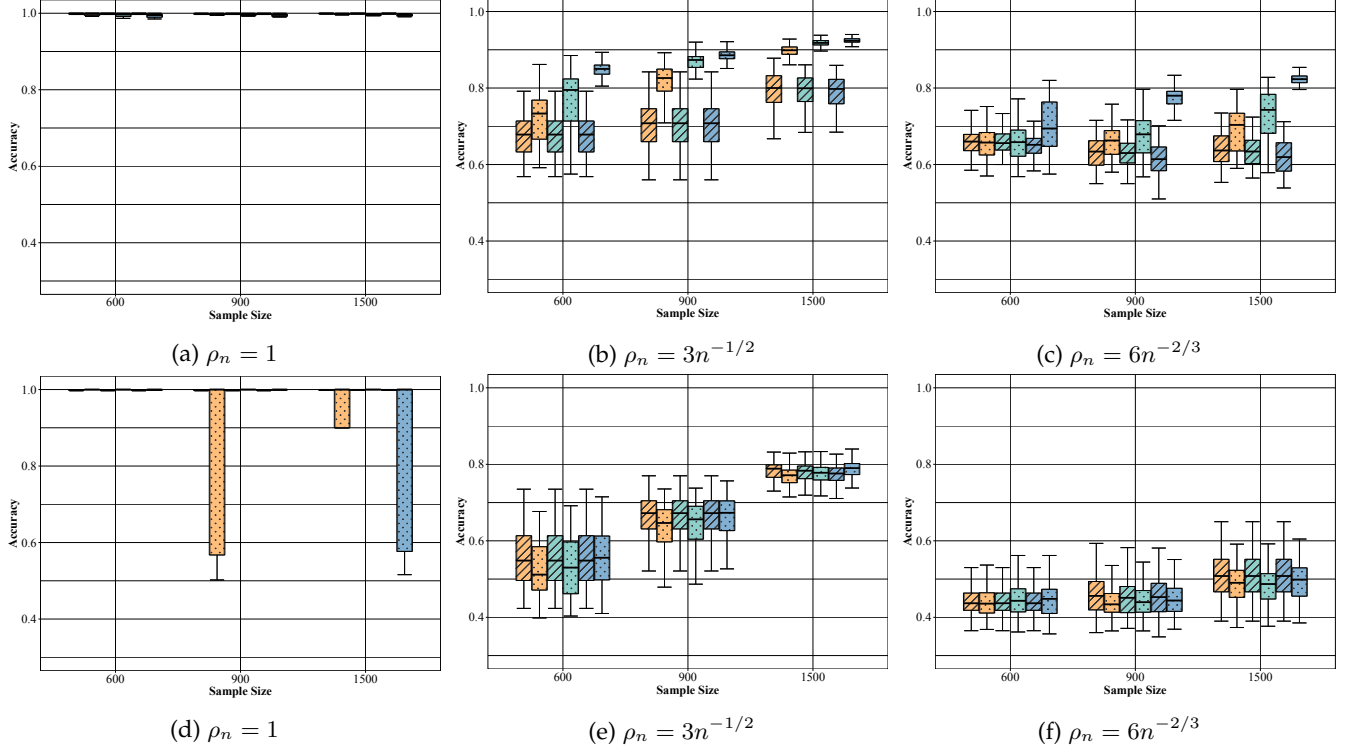 1.0
0.8
0.6
0.4
Accuracy
600 900 1500
Sample Size
(a) ρₙ = 1
1.0
0.8
0.6
0.4
Accuracy
600 900 1500
Sample Size
(b) ρₙ = 3n^{-1/2}
1.0
0.8
0.6
0.4
Accuracy
600 900 1500
Sample Size
(c) ρₙ = 6n^{-2/3}
1.0
0.8
0.6
0.4
Accuracy
600 900 1500
Sample Size
(d) ρₙ = 1
1.0
0.8
0.6
0.4
Accuracy
600 900 1500
Sample Size
(e) ρₙ = 3n^{-1/2}
1.0
0.8
0.6
0.4
Accuracy
600 900 1500
Sample Size
(f) ρₙ = 6n^{-2/3}